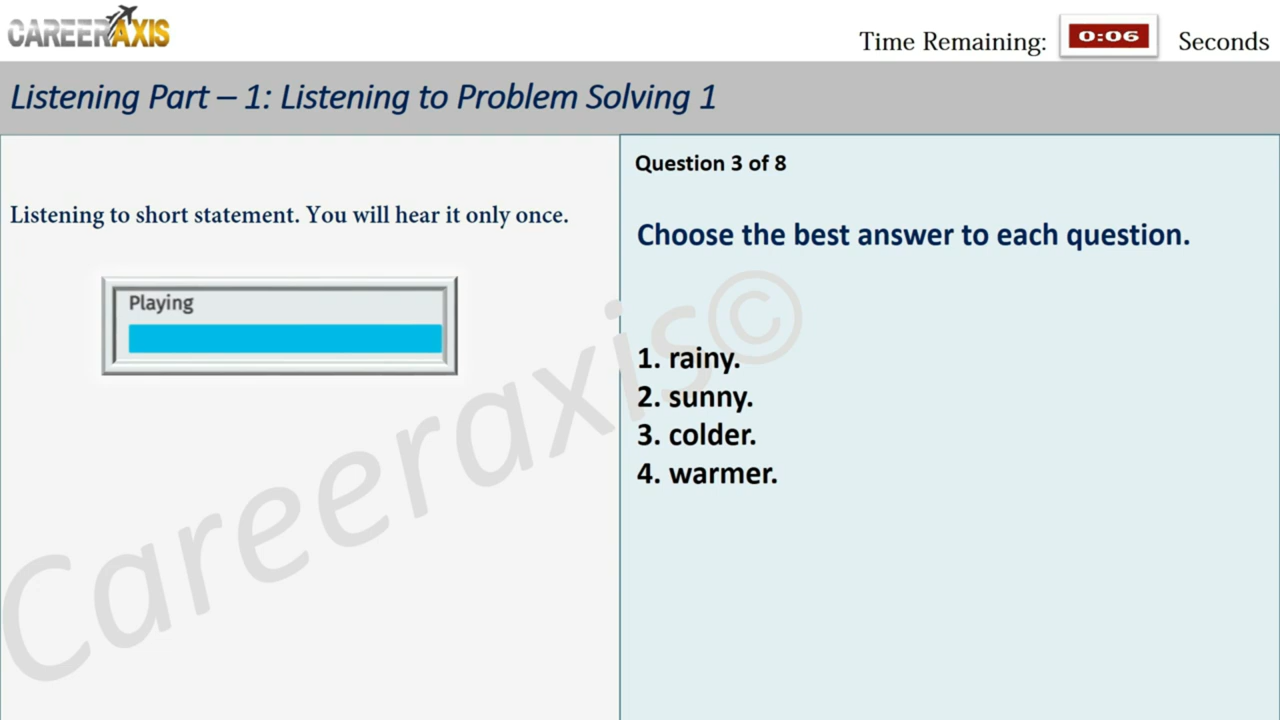 CAREERAXIS
Time Remaining: 0:06 Seconds
Listening Part – 1: Listening to Problem Solving 1
Listening to short statement. You will hear it only once.
Playing
Question 3 of 8
Choose the best answer to each question.
1. rainy.
2. sunny.
3. colder.
4. warmer.
Careeraxis©